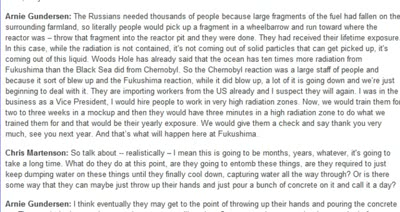 Arnie Gundersen: The Russians needed thousands of people because large fragments of the fuel had fallen on the
surrounding farmland, so literally people would pick up a fragment in a wheelbarrow and run toward where the
reactor was – throw that fragment into the reactor pit and they were done. They had received their lifetime exposure.
In this case, while the radiation is not contained, it's not coming out of solid particles that can get picked up, it's
coming out of this liquid. Woods Hole has already said that the ocean has ten times more radiation from
Fukushima than the Black Sea did from Chernobyl. So the Chernobyl reaction was a large staff of people and
because it sort of blew up and the Fukushima reaction, while it did blow up, a lot of it is going down and we're just
beginning to deal with it. They are importing workers from the US already and I suspect they will again. I was in the
business as a Vice President, I would hire people to work in very high radiation zones. Now, we would train them for
two to three weeks in a mockup and then they would have three minutes in a high radiation zone to do what we
trained them for and that would be their yearly exposure. We would give them a check and say thank you very
much, see you next year. And that's what will happen here at Fukushima.
Chris Martenson: So talk about – realistically – I mean this is going to be months, years, whatever, it's going to
take a long time. What do they do at this point, are they going to entomb these things, are they required to just
keep dumping water on these things until they finally cool down, capturing water all the way through? Or is there
some way that they can maybe just throw up their hands and just pour a bunch of concrete on it and call it a day?
Arnie Gundersen: I think eventually they may get to the point of throwing up their hands and pouring the concrete